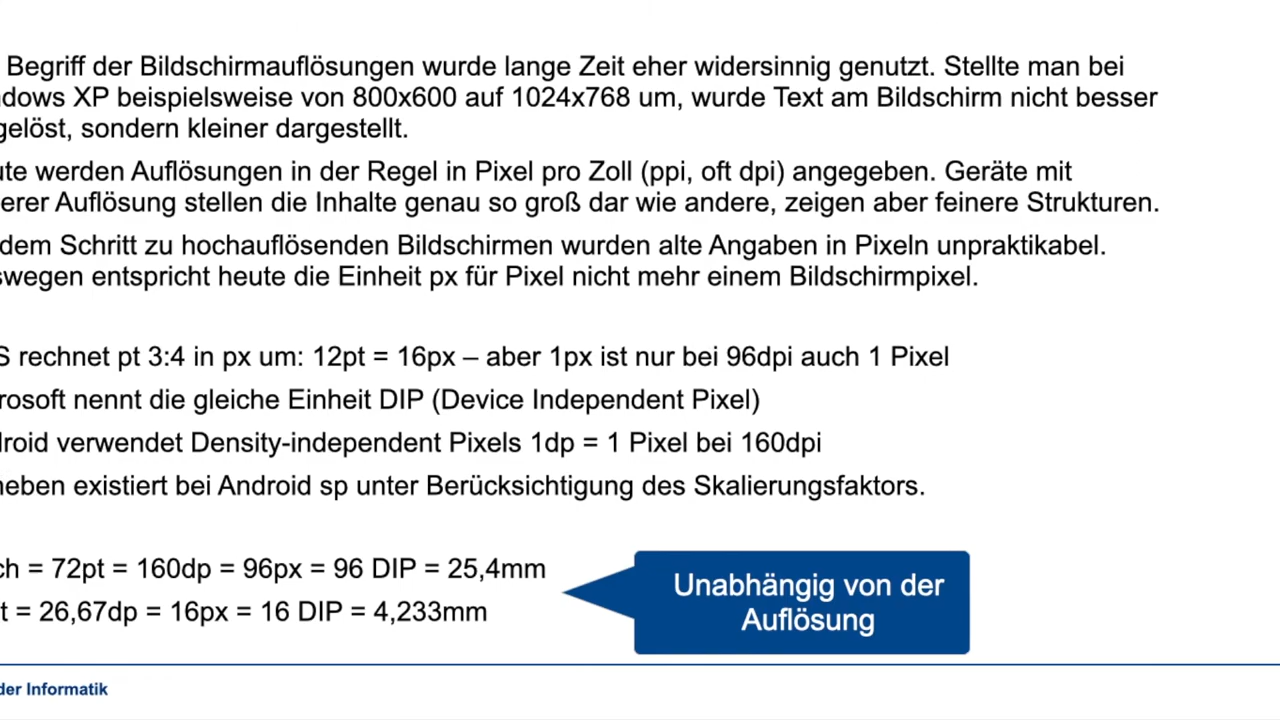 Begriff der Bildschirmauflösungen wurde lange Zeit eher widersinnig genutzt. Stellte man bei
dows XP beispielsweise von 800x600 auf 1024x768 um, wurde Text am Bildschirm nicht besser
gelöst, sondern kleiner dargestellt.
ute werden Auflösungen in der Regel in Pixel pro Zoll (ppi, oft dpi) angegeben. Geräte mit
erer Auflösung stellen die Inhalte genau so groß dar wie andere, zeigen aber feinere Strukturen.
dem Schritt zu hochauflösenden Bildschirmen wurden alte Angaben in Pixeln unpraktikabel.
swegen entspricht heute die Einheit px für Pixel nicht mehr einem Bildschirmpixel.
S rechnet pt 3:4 in px um: 12pt = 16px – aber 1px ist nur bei 96dpi auch 1 Pixel
rosoft nennt die gleiche Einheit DIP (Device Independent Pixel)
roid verwendet Density-independent Pixels 1dp = 1 Pixel bei 160dpi
neben existiert bei Android sp unter Berücksichtigung des Skalierungsfaktors.
ch = 72pt = 160dp = 96px = 96 DIP = 25,4mm
t = 26,67dp = 16px = 16 DIP = 4,233mm
Unabhängig von der
Auflösung
der Informatik